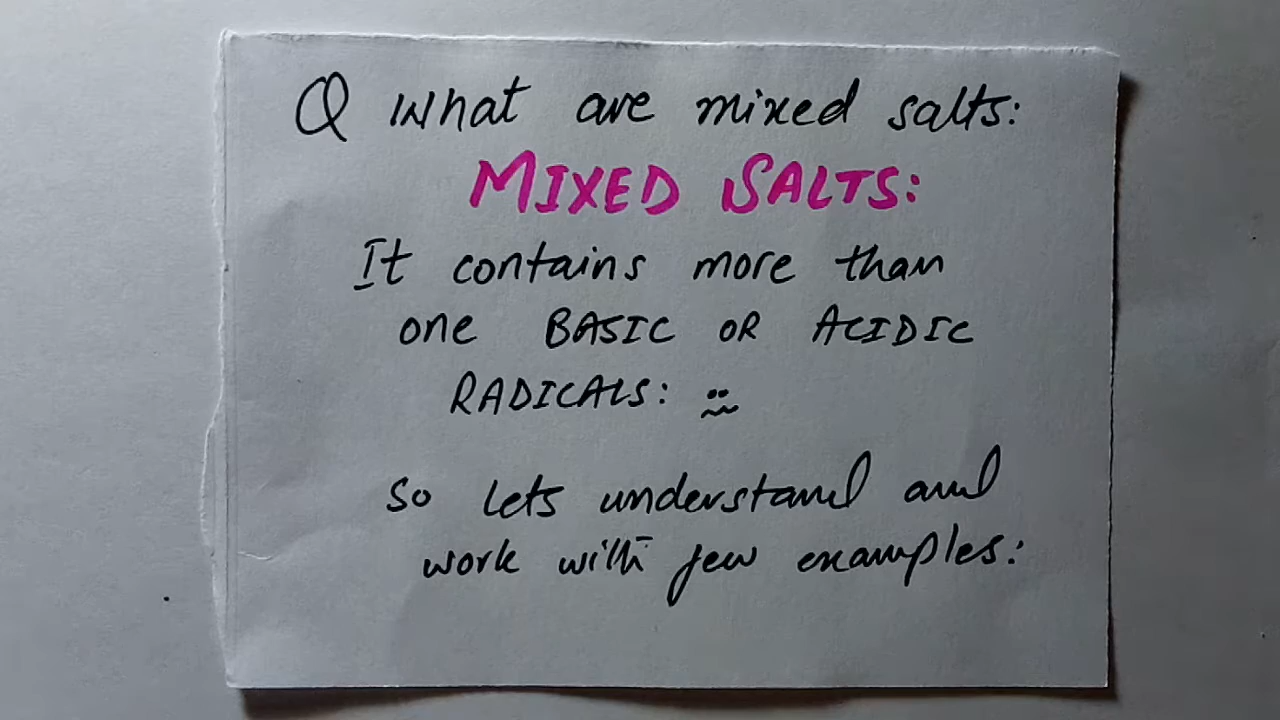 Q What are mixed salts:
MIXED SALTS:
It contains more than
one BASIC OR ACIDIC
RADICALS:
So lets understand and
work with few examples: